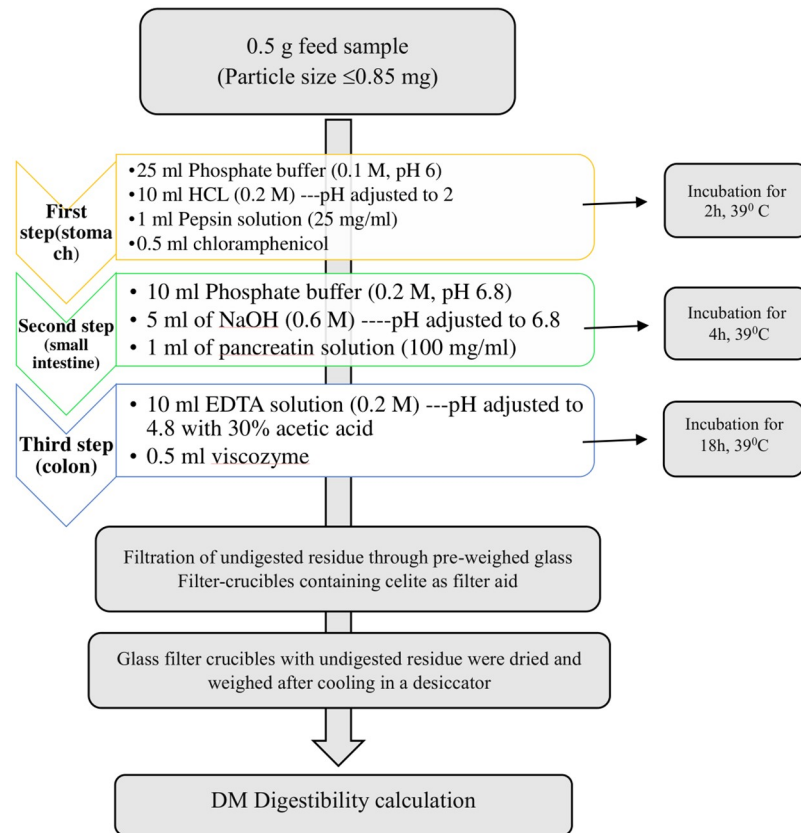 0.5 g feed sample
(Particle size ≤0.85 mg)
First
step(stoma
ch)
•25 ml Phosphate buffer (0.1 M, pH 6)
•10 ml HCL (0.2 M) ---pH adjusted to 2
•1 ml Pepsin solution (25 mg/ml)
•0.5 ml chloramphenicol
Incubation for
2h, 39⁰ C
Second step
(small
intestine)
• 10 ml Phosphate buffer (0.2 M, pH 6.8)
• 5 ml of NaOH (0.6 M) ----pH adjusted to 6.8
• 1 ml of pancreatin solution (100 mg/ml)
Incubation for
4h, 39⁰C
Third step
(colon)
• 10 ml EDTA solution (0.2 M) ---pH adjusted to
4.8 with 30% acetic acid
• 0.5 ml viscozyme
Incubation for
18h, 39⁰C
Filtration of undigested residue through pre-weighed glass
Filter-crucibles containing celite as filter aid
Glass filter crucibles with undigested residue were dried and
weighed after cooling in a desiccator
DM Digestibility calculation